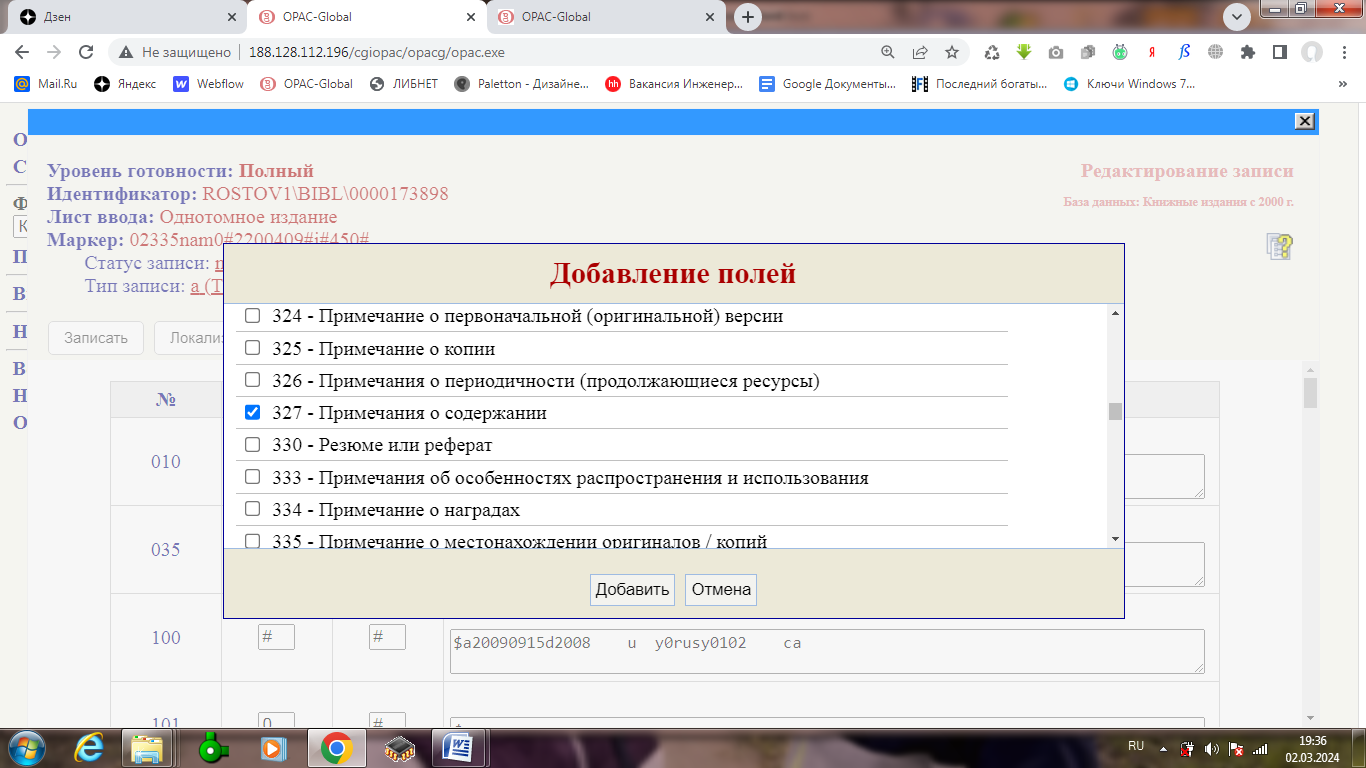 Дзен
OPAC-Global
OPAC-Global
Не защищено
188.128.112.196/cgiopac/opacg/opac.exe
Mail.Ru
Яндекс
Webflow
OPAC-Global
ЛИБНЕТ
Paletton - Дизайне...
Вакансия Инженер...
Google Документы...
Последний богаты...
Ключи Windows 7...
»
О
С
Ф
К
П
В
Н
В
Н
О
Уровень готовности: Полный
Редактирование записи
Идентификатор: ROSTOV1\BIBL\0000173898
База данных: Книжные издания с 2000 г.
Лист ввода: Однотомное издание
Маркер: 02335nam0#2200409#i#450#
Статус записи: n
Тип записи: a (Т
Записать
Локали
Добавление полей
324 - Примечание о первоначальной (оригинальной) версии
325 - Примечание о копии
326 - Примечания о периодичности (продолжающиеся ресурсы)
327 - Примечания о содержании
330 - Резюме или реферат
333 - Примечания об особенностях распространения и использования
334 - Примечание о наградах
335 - Примечание о местонахождении оригиналов / копий
Добавить
Отмена
№
010
035
100 # # $a20090915d2008    u  y0rusy0102    ca
101 0 #
RU
19:36
02.03.2024